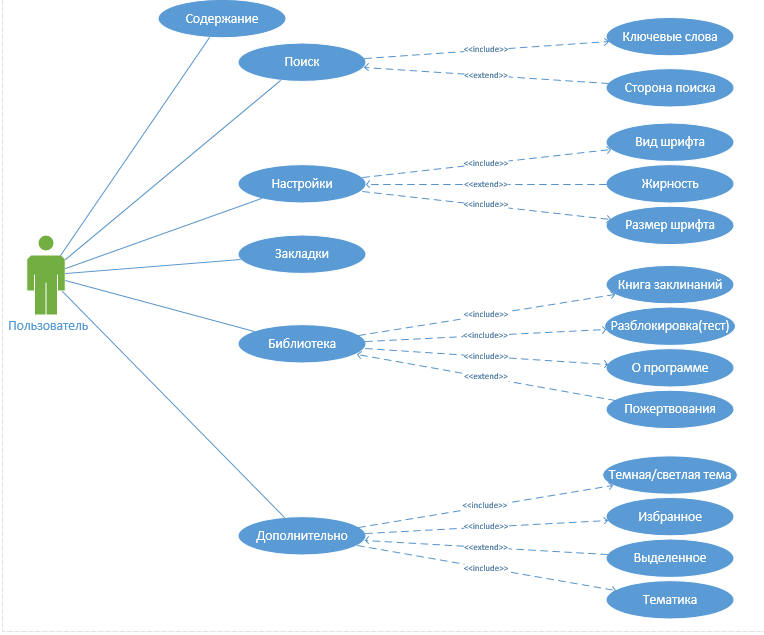 Содержание
Поиск
<<include>>
Ключевые слова
<<extend>>
Сторона поиска
Настройки
<<include>>
Вид шрифта
<<extend>>
Жирность
<<include>>
Размер шрифта
Закладки
Пользователь
Библиотека
<<include>>
Книга заклинаний
<<include>>
Разблокировка(тест)
<<include>>
О программе
<<extend>>
Пожертвования
Дополнительно
<<include>>
Темная/светлая тема
<<include>>
Избранное
<<extend>>
Выделенное
<<include>>
Тематика